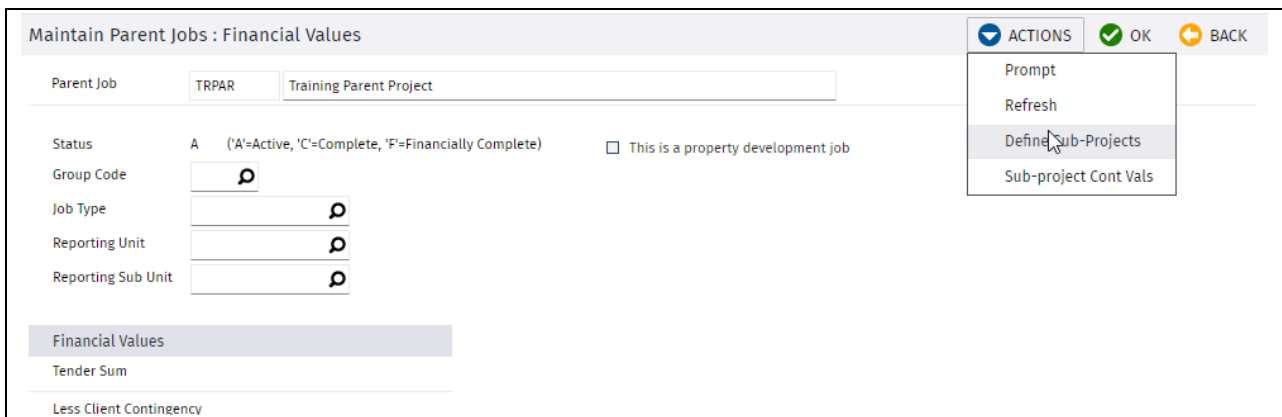 Maintain Parent Jobs : Financial Values ACTIONS OK BACK
Prompt
Parent Job TRPAR Training Parent Project
Refresh
Status A ('A'=Active, 'C'=Complete, 'F'=Financially Complete) This is a property development job Define Sub-Projects
Group Code Sub-project Cont Vals
Job Type
Reporting Unit
Reporting Sub Unit
Financial Values
Tender Sum
Less Client Contingency